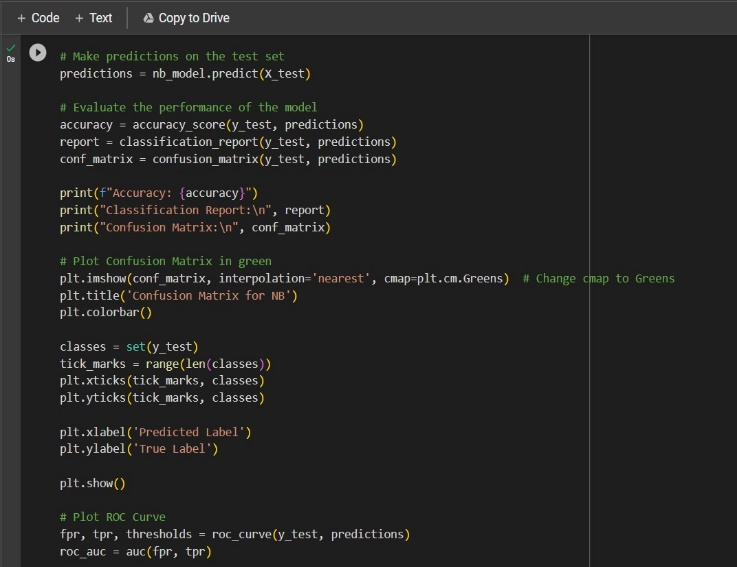 + Code + Text Copy to Drive
0s
# Make predictions on the test set
predictions = nb_model.predict(X_test)
# Evaluate the performance of the model
accuracy = accuracy_score(y_test, predictions)
report = classification_report(y_test, predictions)
conf_matrix = confusion_matrix(y_test, predictions)
print(f"Accuracy: {accuracy}")
print("Classification Report:\n", report)
print("Confusion Matrix:\n", conf_matrix)
# Plot Confusion Matrix in green
plt.imshow(conf_matrix, interpolation='nearest', cmap=plt.cm.Greens)  # Change cmap to Greens
plt.title('Confusion Matrix for NB')
plt.colorbar()
classes = set(y_test)
tick_marks = range(len(classes))
plt.xticks(tick_marks, classes)
plt.yticks(tick_marks, classes)
plt.xlabel('Predicted Label')
plt.ylabel('True Label')
plt.show()
# Plot ROC Curve
fpr, tpr, thresholds = roc_curve(y_test, predictions)
roc_auc = auc(fpr, tpr)